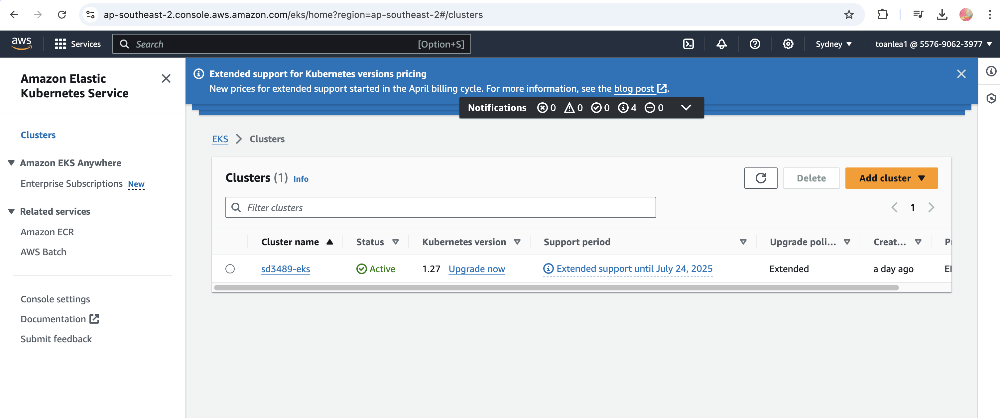 ap-southeast-2.console.aws.amazon.com/eks/home?region=ap-southeast-2#/clusters
aws
Services
Search
[Option+S]
Sydney
toanlea1 @ 5576-9062-3977
Amazon Elastic
Kubernetes Service
Clusters
Amazon EKS Anywhere
Enterprise Subscriptions New
Related services
Amazon ECR
AWS Batch
Console settings
Documentation
Submit feedback
Extended support for Kubernetes versions pricing
New prices for extended support started in the April billing cycle. For more information, see the blog post.
Notifications 0 0 0 4 0
EKS Clusters
Clusters (1) Info
Delete
Add cluster
Filter clusters
1
Cluster name Status Kubernetes version Support period Upgrade poli... Creat...
sd3489-eks Active 1.27 Upgrade now Extended support until July 24, 2025 Extended a day ago